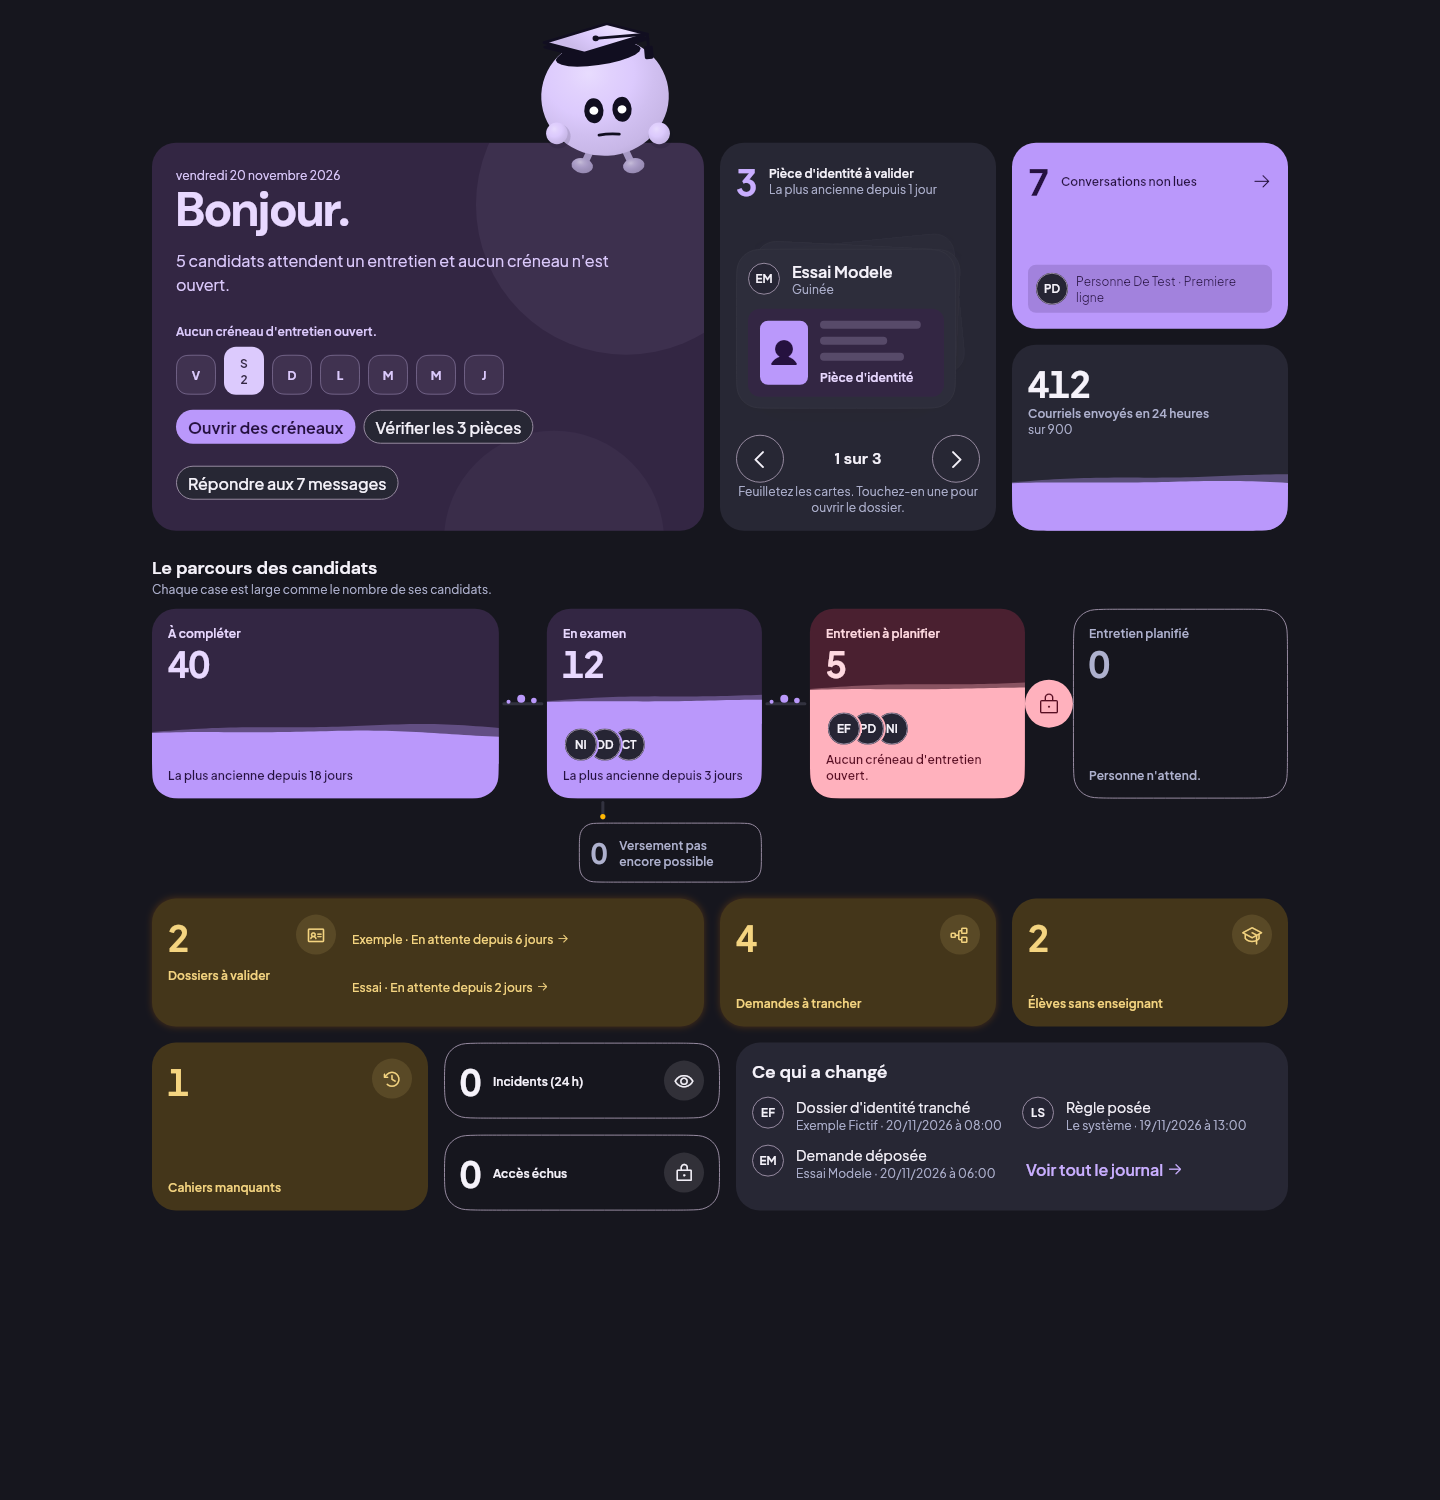 vendredi 20 novembre 2026
Bonjour.
5 candidats attendent un entretien et aucun créneau n'est
ouvert.
Aucun créneau d'entretien ouvert.
V
S
2
D
L
M
M
J
Ouvrir des créneaux
Vérifier les 3 pièces
Répondre aux 7 messages
3
Pièce d'identité à valider
La plus ancienne depuis 1 jour
EM
Essai Modele
Guinée
Pièce d'identité
1 sur 3
Feuilletez les cartes. Touchez-en une pour
ouvrir le dossier.
7
Conversations non lues
PD
Personne De Test · Premiere
ligne
412
Courriels envoyés en 24 heures
sur 900
Le parcours des candidats
Chaque case est large comme le nombre de ses candidats.
À compléter
40
La plus ancienne depuis 18 jours
En examen
12
NI
DD
CT
La plus ancienne depuis 3 jours
Entretien à planifier
5
EF
PD
NI
Aucun créneau d'entretien
ouvert.
Entretien planifié
0
Personne n'attend.
0
Versement pas
encore possible
2
Dossiers à valider
Exemple · En attente depuis 6 jours →
Essai · En attente depuis 2 jours →
4
Demandes à trancher
2
Élèves sans enseignant
1
Cahiers manquants
0
Incidents (24 h)
0
Accès échus
Ce qui a changé
EF
Dossier d'identité tranché
Exemple Fictif · 20/11/2026 à 08:00
LS
Règle posée
Le système · 19/11/2026 à 13:00
EM
Demande déposée
Essai Modele · 20/11/2026 à 06:00
Voir tout le journal →